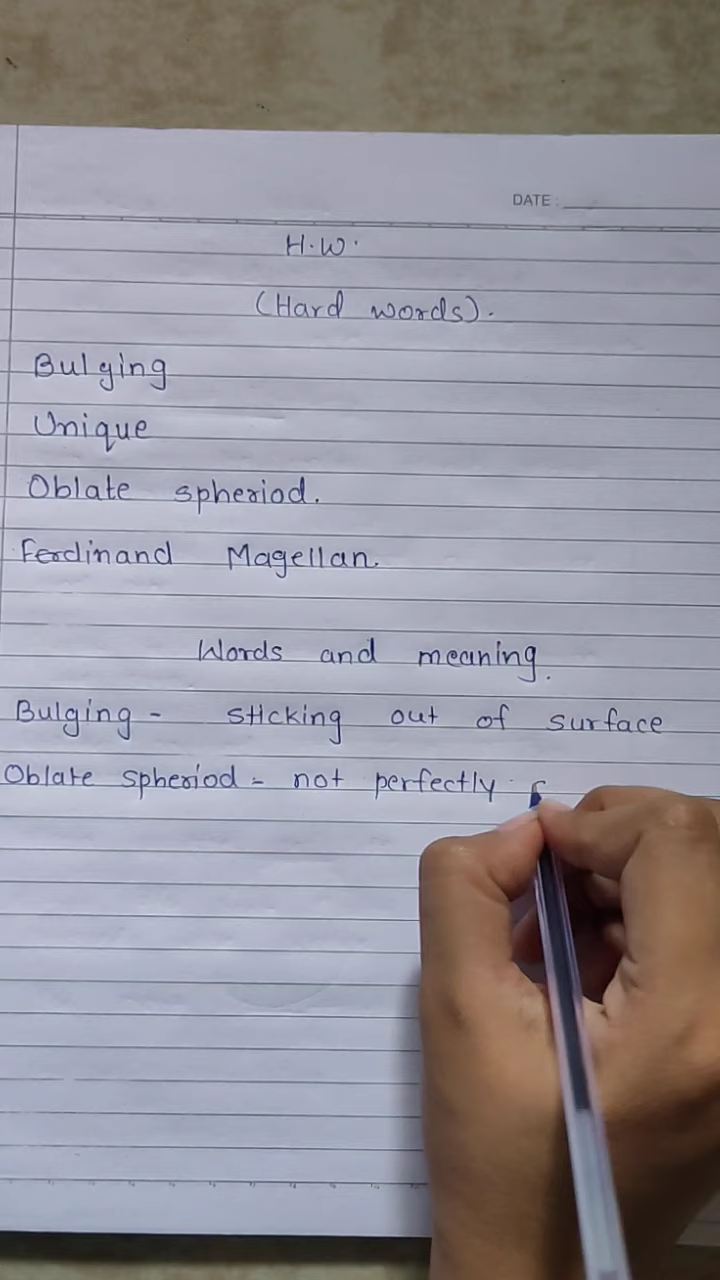 DATE :
H.W.
(Hard words).
Bulging
Unique
Oblate spheriod.
Ferdinand Magellan.
Words and meaning.
Bulging - sticking out of surface
Oblate spheriod - not perfectly